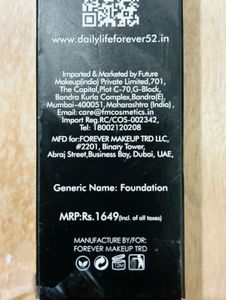 www.dailylifeforever52.in
Imported & Marketed by Future
Makeup(india) Private Limited,701,
The Capital,Plot C-70,G-Block,
Bandra Kurla Complex,Bandra(E),
Mumbai-400051,Maharashtra (India) ,
Email: care@fmcosmetics.in
Import Reg.RC/COS-002342,
Tel: 18002120208
MFD for:FOREVER MAKEUP TRD LLC,
#2201, Binary Tower,
Abraj Street,Business Bay, Dubai, UAE,
Generic Name: Foundation
MRP:Rs.1649(Incl. of all taxes)
MANUFACTURE BY/FOR:
FOREVER MAKEUP TRD
12M